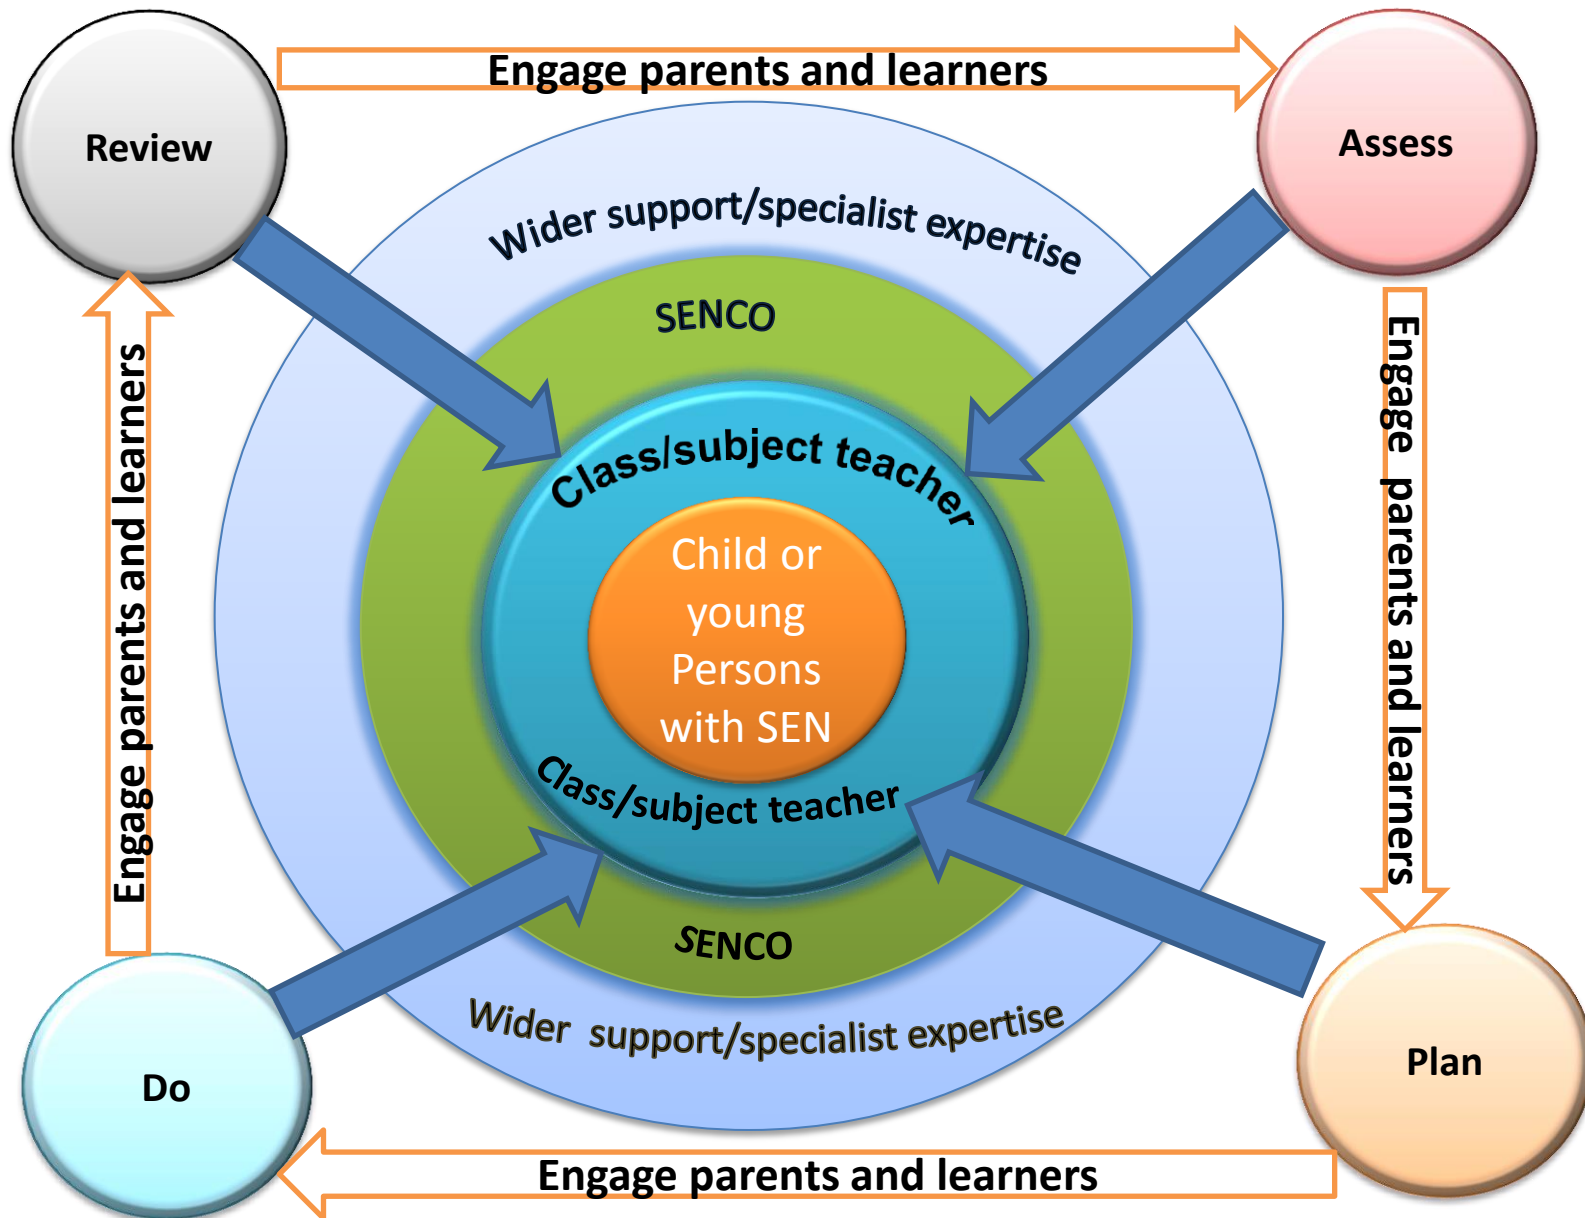 Engage parents and learners
Review
Assess
Wider support/specialist expertise
SENCO
Engage parents and learners
Engage  parents and learners
Class/subject teacher
Child or
young
Persons
with SEN
Class/subject teacher
SENCO
Wider  support/specialist expertise
Do
Plan
Engage parents and learners